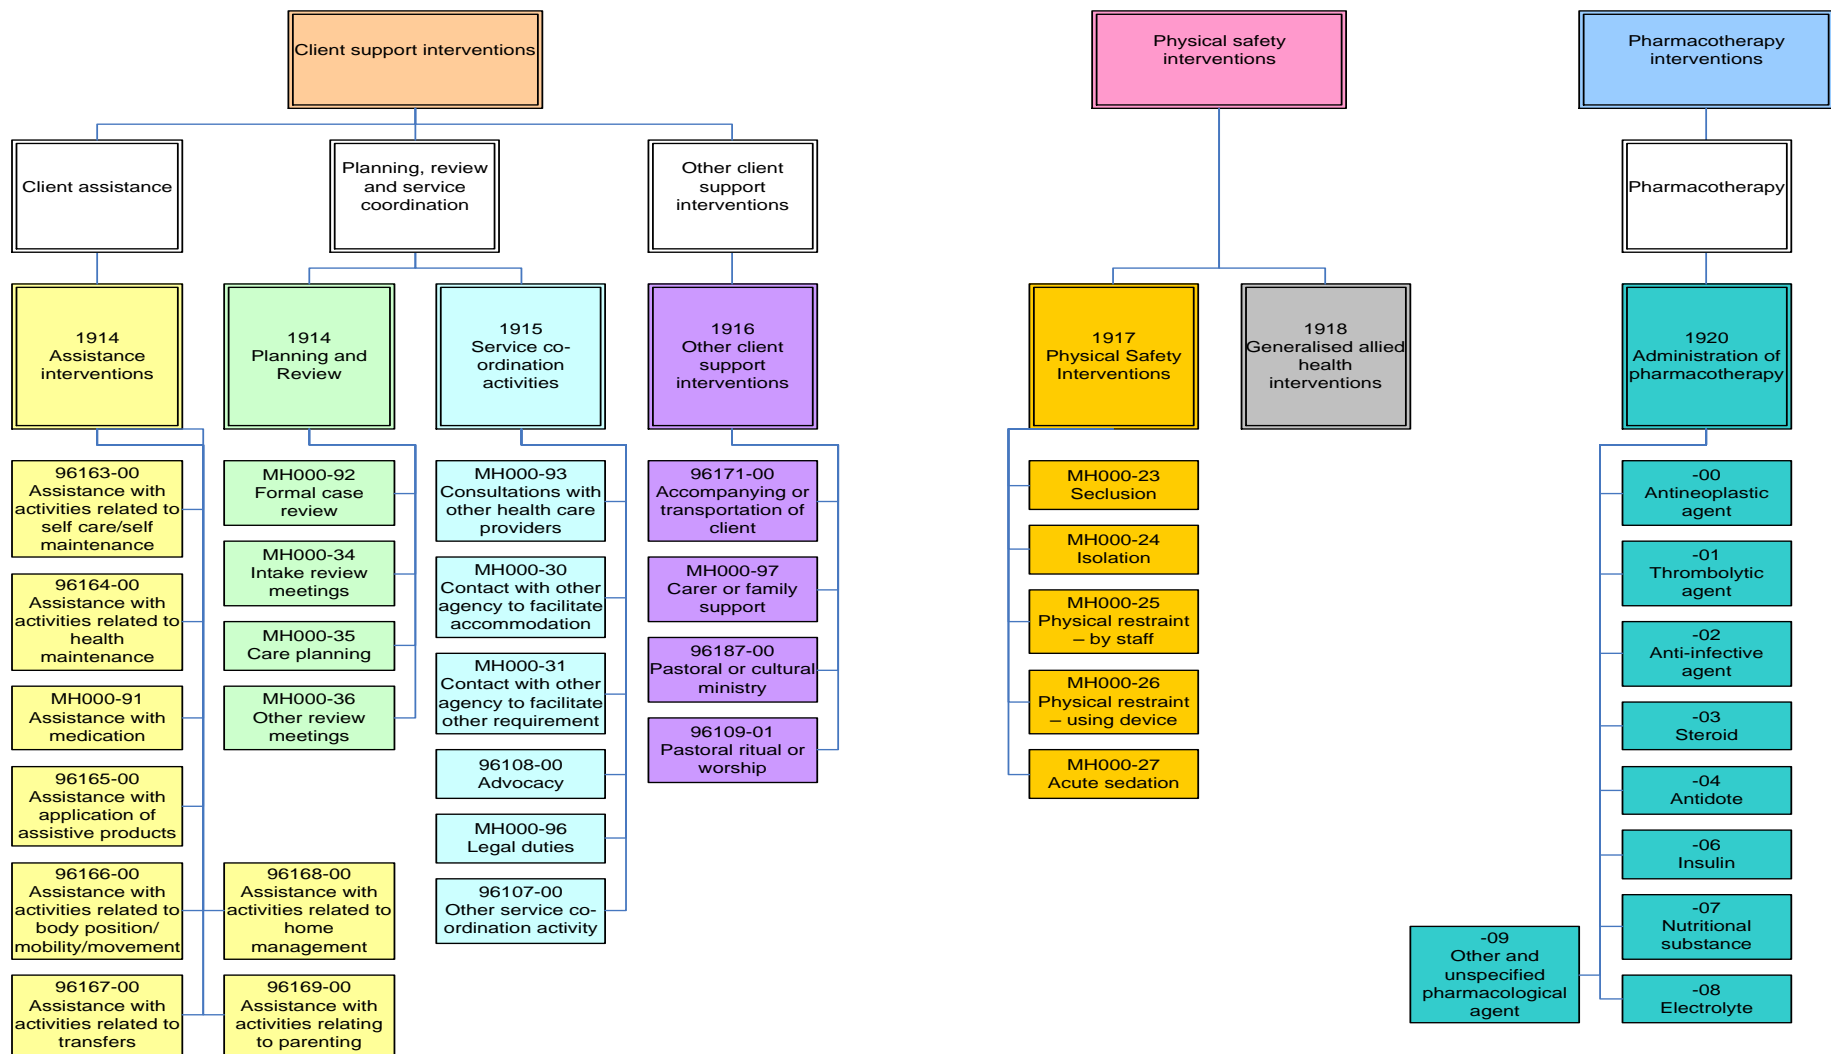 Client support interventions
Physical safety
interventions
Pharmacotherapy
interventions
Client assistance
Planning, review
and service
coordination
Other client
support
interventions
Pharmacotherapy
1914
Assistance
interventions
1914
Planning and
Review
1915
Service co-
ordination
activities
1916
Other client
support
interventions
1917
Physical Safety
Interventions
1918
Generalised allied
health
interventions
1920
Administration of
pharmacotherapy
96163-00
Assistance with
activities related to
self care/self
maintenance
96164-00
Assistance with
activities related to
health
maintenance
MH000-91
Assistance with
medication
96165-00
Assistance with
application of
assistive products
96166-00
Assistance with
activities related to
body position/
mobility/movement
96167-00
Assistance with
activities related to
transfers
96168-00
Assistance with
activities related to
home
management
96169-00
Assistance with
activities relating
to parenting
MH000-92
Formal case
review
MH000-34
Intake review
meetings
MH000-35
Care planning
MH000-36
Other review
meetings
MH000-93
Consultations with
other health care
providers
MH000-30
Contact with other
agency to facilitate
accommodation
MH000-31
Contact with other
agency to facilitate
other requirement
96108-00
Advocacy
MH000-96
Legal duties
96107-00
Other service co-
ordination activity
96171-00
Accompanying or
transportation of
client
MH000-97
Carer or family
support
96187-00
Pastoral or cultural
ministry
96109-01
Pastoral ritual or
worship
MH000-23
Seclusion
MH000-24
Isolation
MH000-25
Physical restraint
– by staff
MH000-26
Physical restraint
– using device
MH000-27
Acute sedation
-00
Antineoplastic
agent
-01
Thrombolytic
agent
-02
Anti-infective
agent
-03
Steroid
-04
Antidote
-06
Insulin
-07
Nutritional
substance
-08
Electrolyte
-09
Other and
unspecified
pharmacological
agent